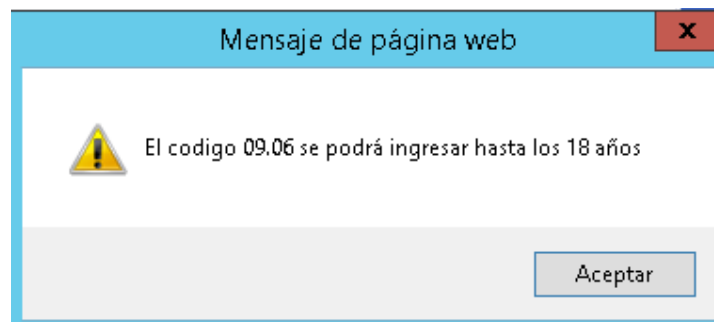 Mensaje de página web
x
El codigo 09.06 se podrá ingresar hasta los 18 años
Aceptar